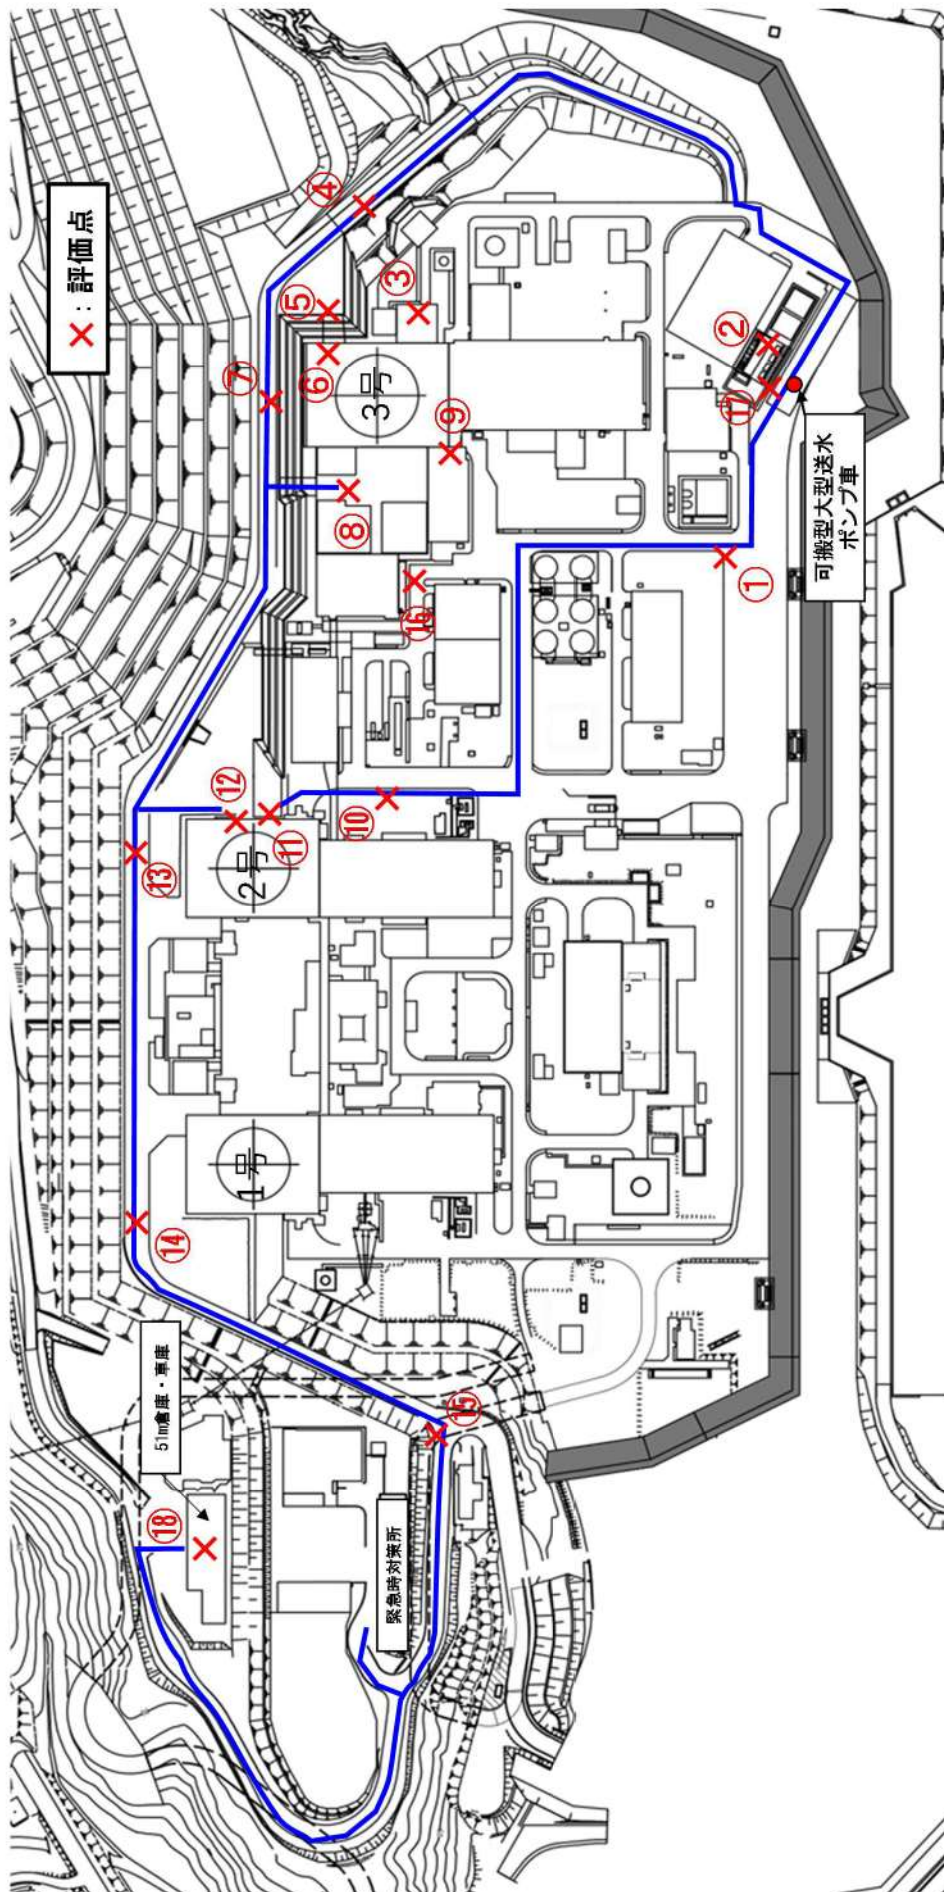 ×：評価点
④
⑤
③
⑦
⑥
3号
②
⑨
⑰
⑧
可搬型大型送水
ポンプ車
①
⑯
⑫
⑩
⑪
2号
⑬
1号
⑭
51m倉庫・車庫
⑮
⑱
緊急時対策所